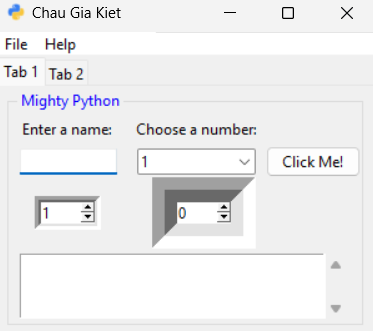 Chau Gia Kiet
File Help
Tab 1 Tab 2
Mighty Python
Enter a name: Choose a number:
1 Click Me!
1 0